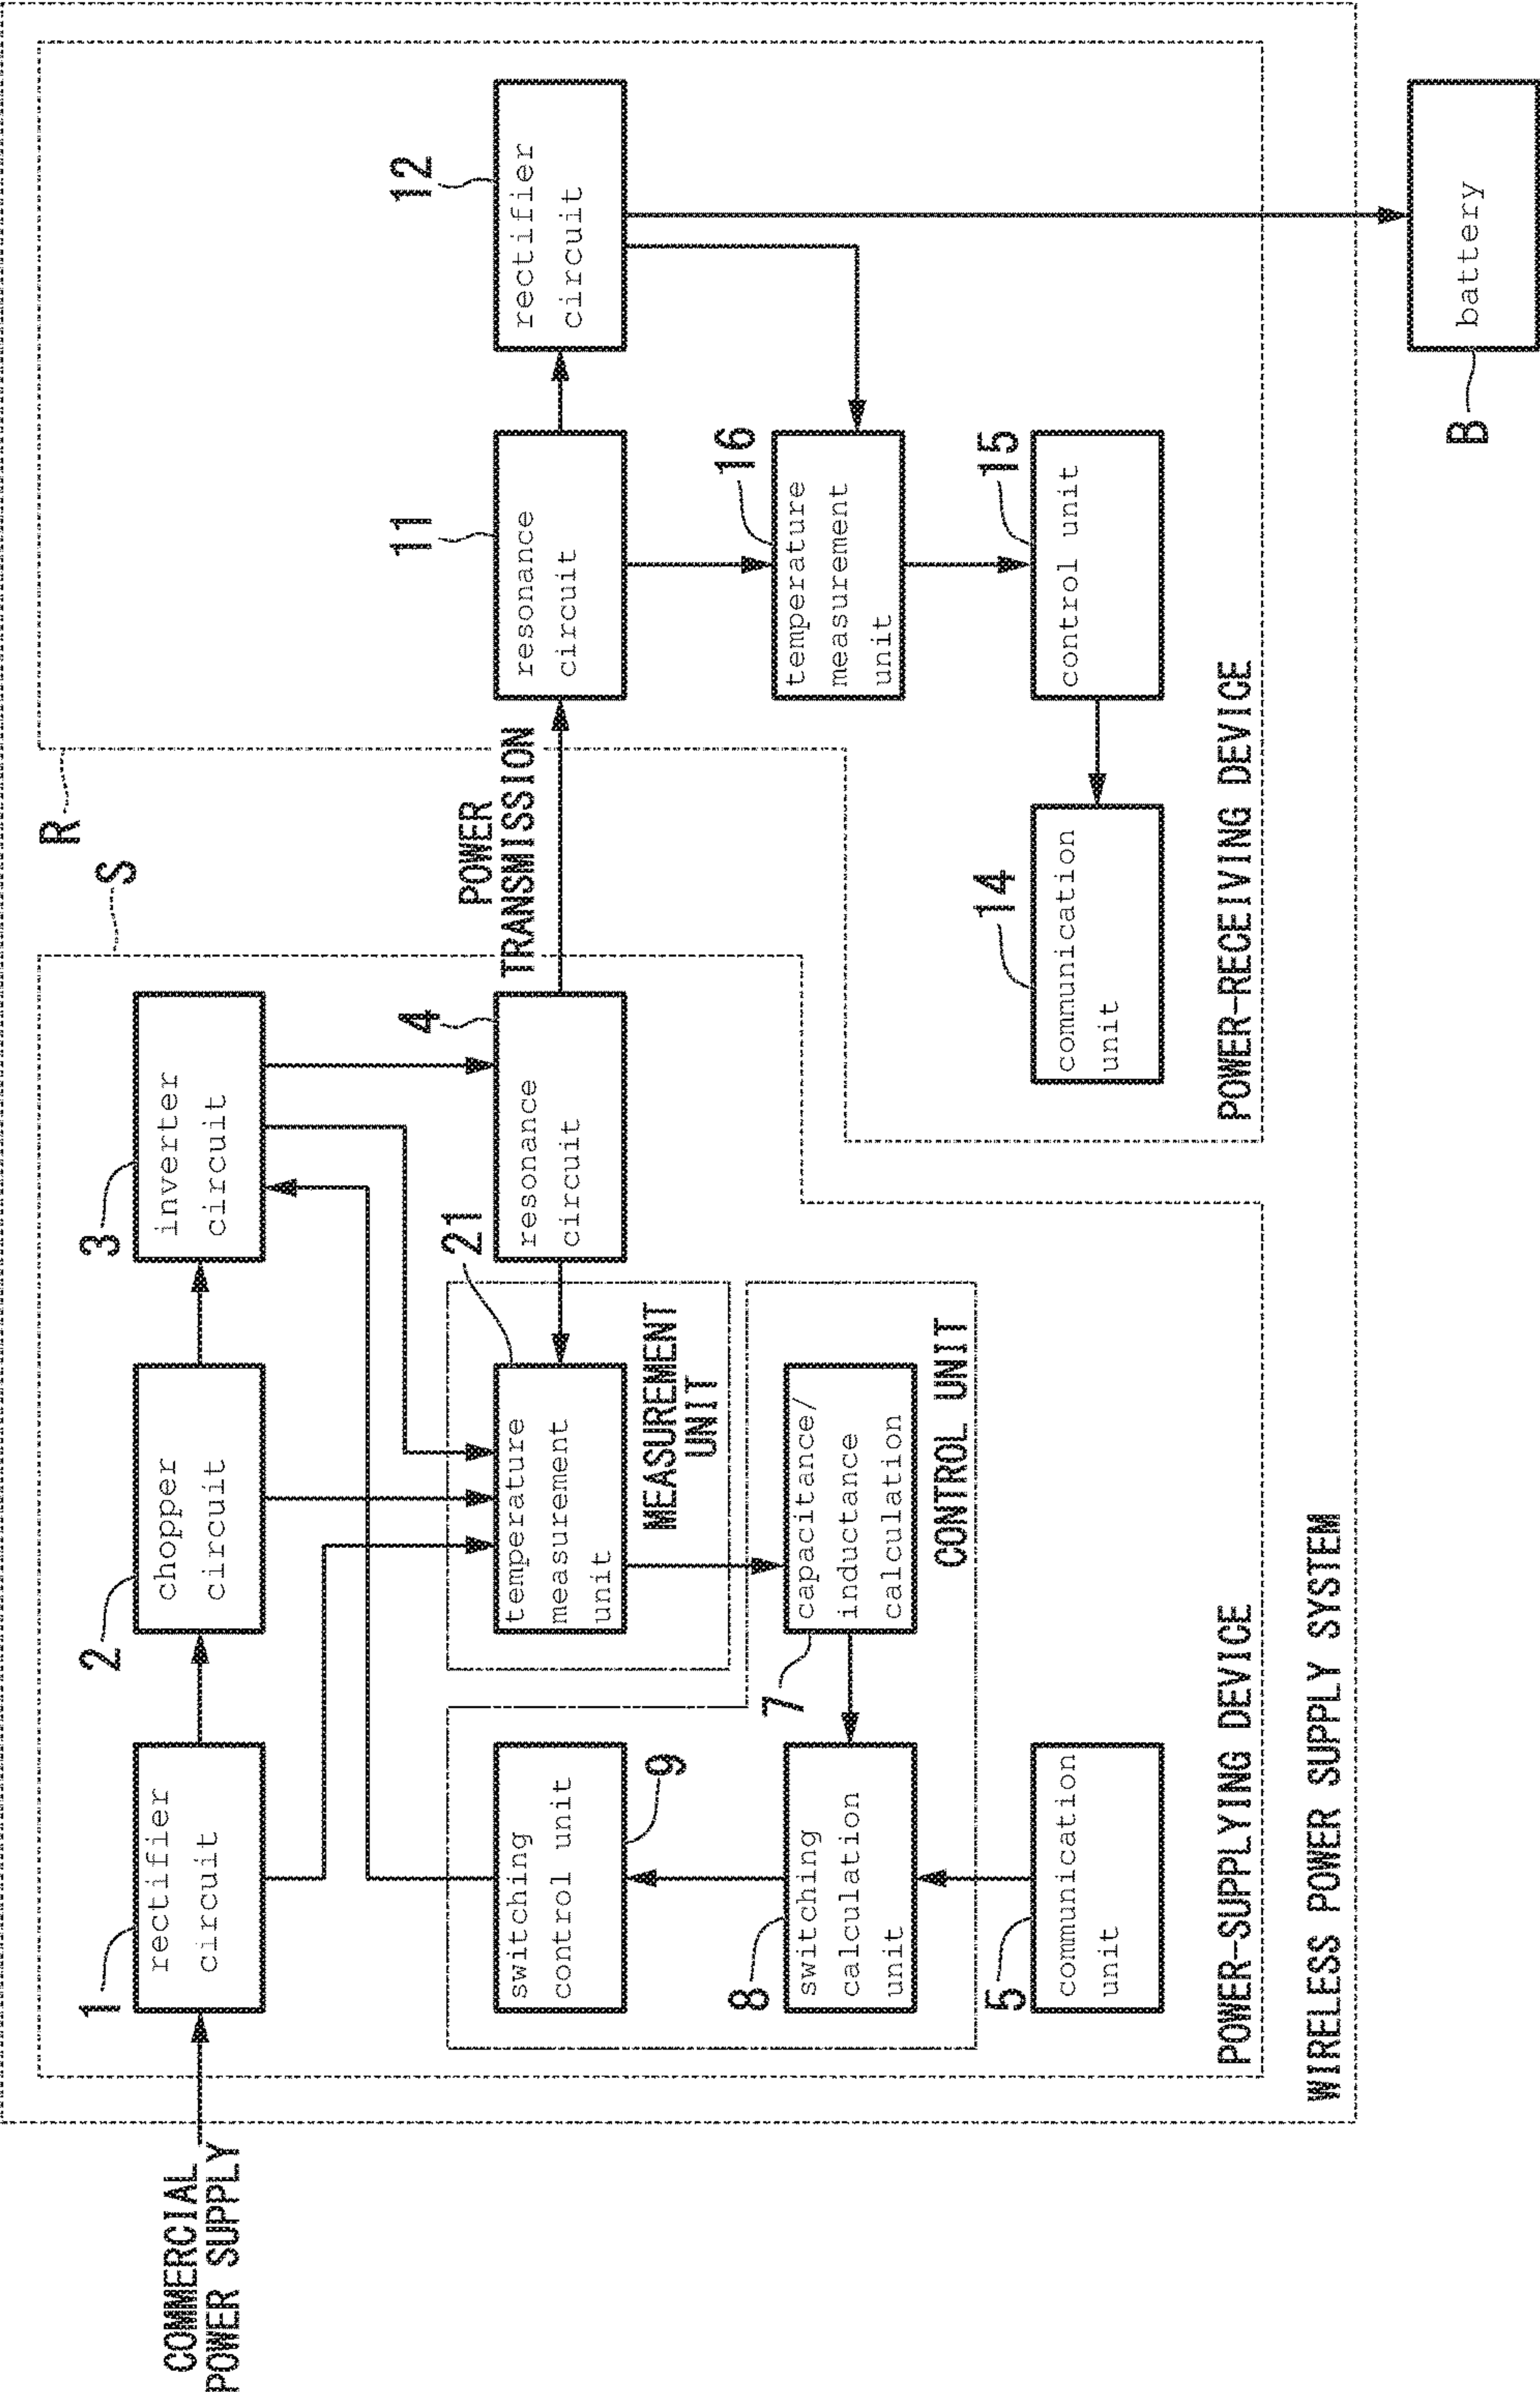 COMMERCIAL
POWER SUPPLY
1
rectifier
circuit
2
chopper
circuit
3
inverter
circuit
S
R
switching
control unit
9
21
temperature
measurement
unit
MEASUREMENT
UNIT
4
resonance
circuit
POWER
TRANSMISSION
11
resonance
circuit
12
rectifier
circuit
8
switching
calculation
unit
7
capacitance/
inductance
calculation
CONTROL UNIT
16
temperature
measurement
unit
5
communication
unit
14
communication
unit
15
control unit
POWER-SUPPLYING DEVICE
POWER-RECEIVING DEVICE
WIRELESS POWER SUPPLY SYSTEM
B
battery